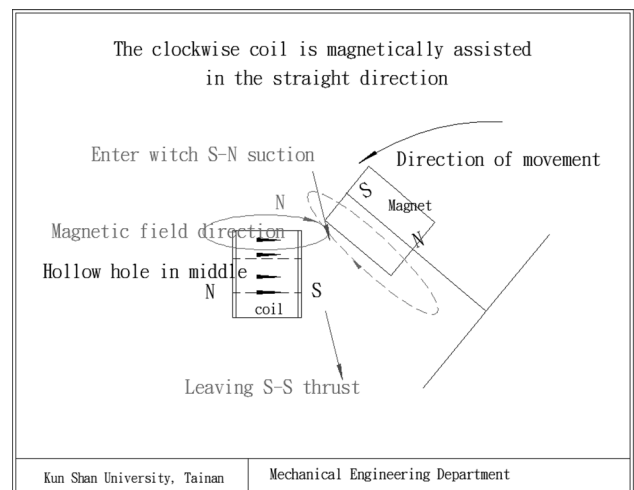 The clockwise coil is magnetically assisted
in the straight direction
Enter witch S-N suction
Direction of movement
S
Magnet
N
N
Magnetic field direction
Hollow hole in middle
N
S
coil
Leaving S-S thrust
Kun Shan University, Tainan
Mechanical Engineering Department